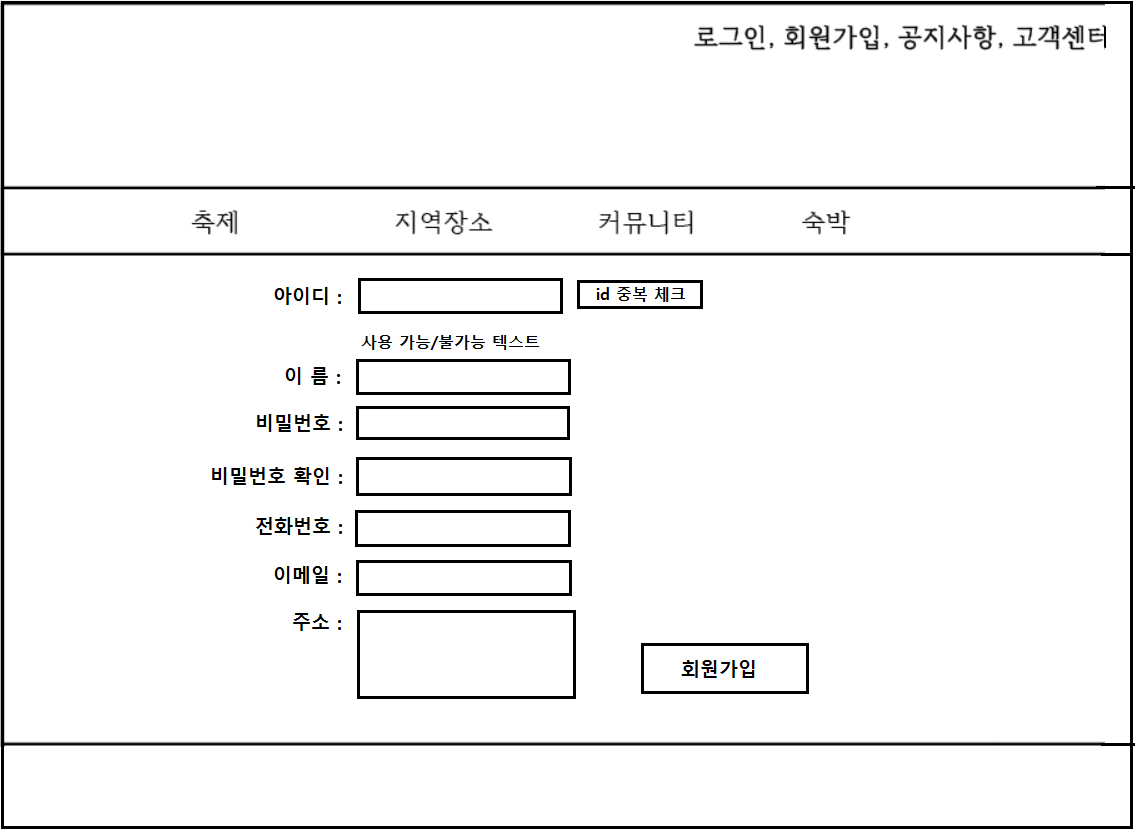 로그인, 회원가입, 공지사항, 고객센터
축제 지역장소 커뮤니티 숙박
아이디 : id 중복 체크
사용 가능/불가능 텍스트
이 름 :
비밀번호 :
비밀번호 확인 :
전화번호 :
이메일 :
주소 :
회원가입